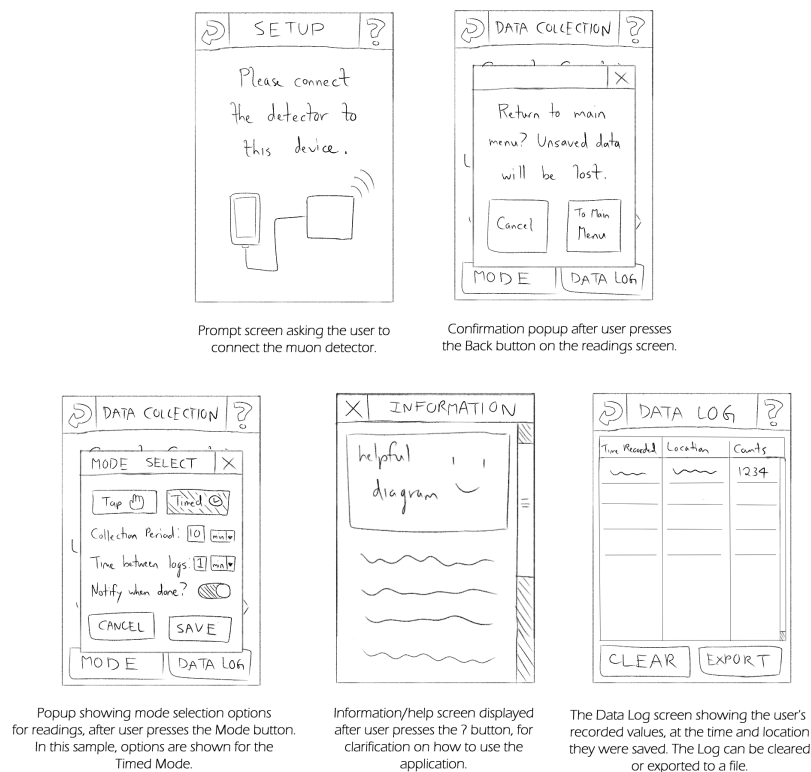 SETUP ?
Please connect
the detector to
this device.
Prompt screen asking the user to
connect the muon detector.
DATA COLLECTION ?
X
Return to main
menu? Unsaved data
will be lost.
Cancel
To Main
Menu
MODE DATA LOG
Confirmation popup after user presses
the Back button on the readings screen.
DATA COLLECTION ?
MODE SELECT X
Tap Timed
Collection Period: 10 min
Time between logs: 1 min
Notify when done?
CANCEL SAVE
MODE DATA LOG
Popup showing mode selection options
for readings, after user presses the Mode button.
In this sample, options are shown for the
Timed Mode.
X INFORMATION
helpful
diagram
Information/help screen displayed
after user presses the ? button, for
clarification on how to use the
application.
DATA LOG ?
Time Recorded Location Counts
1234
CLEAR EXPORT
The Data Log screen showing the user's
recorded values, at the time and location
they were saved. The Log can be cleared
or exported to a file.